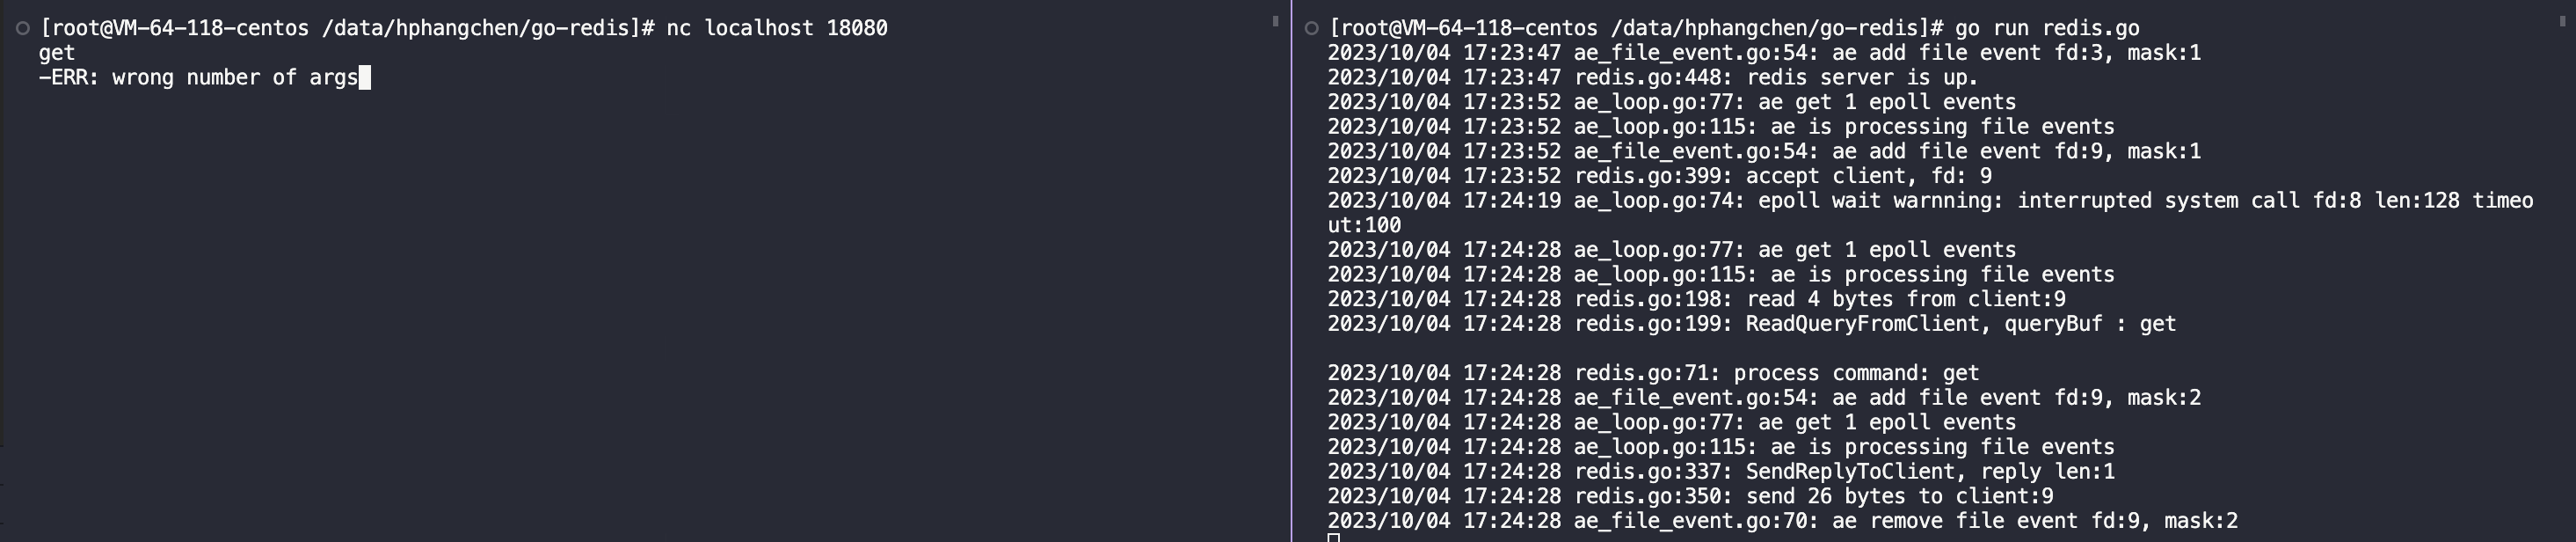 [root@VM-64-118-centos /data/hphangchen/go-redis]# nc localhost 18080
get
-ERR: wrong number of args
[root@VM-64-118-centos /data/hphangchen/go-redis]# go run redis.go
2023/10/04 17:23:47 ae_file_event.go:54: ae add file event fd:3, mask:1
2023/10/04 17:23:47 redis.go:448: redis server is up.
2023/10/04 17:23:52 ae_loop.go:77: ae get 1 epoll events
2023/10/04 17:23:52 ae_loop.go:115: ae is processing file events
2023/10/04 17:23:52 ae_file_event.go:54: ae add file event fd:9, mask:1
2023/10/04 17:23:52 redis.go:399: accept client, fd: 9
2023/10/04 17:24:19 ae_loop.go:74: epoll wait warnning: interrupted system call fd:8 len:128 timeo
ut:100
2023/10/04 17:24:28 ae_loop.go:77: ae get 1 epoll events
2023/10/04 17:24:28 ae_loop.go:115: ae is processing file events
2023/10/04 17:24:28 redis.go:198: read 4 bytes from client:9
2023/10/04 17:24:28 redis.go:199: ReadQueryFromClient, queryBuf : get
2023/10/04 17:24:28 redis.go:71: process command: get
2023/10/04 17:24:28 ae_file_event.go:54: ae add file event fd:9, mask:2
2023/10/04 17:24:28 ae_loop.go:77: ae get 1 epoll events
2023/10/04 17:24:28 ae_loop.go:115: ae is processing file events
2023/10/04 17:24:28 redis.go:337: SendReplyToClient, reply len:1
2023/10/04 17:24:28 redis.go:350: send 26 bytes to client:9
2023/10/04 17:24:28 ae_file_event.go:70: ae remove file event fd:9, mask:2